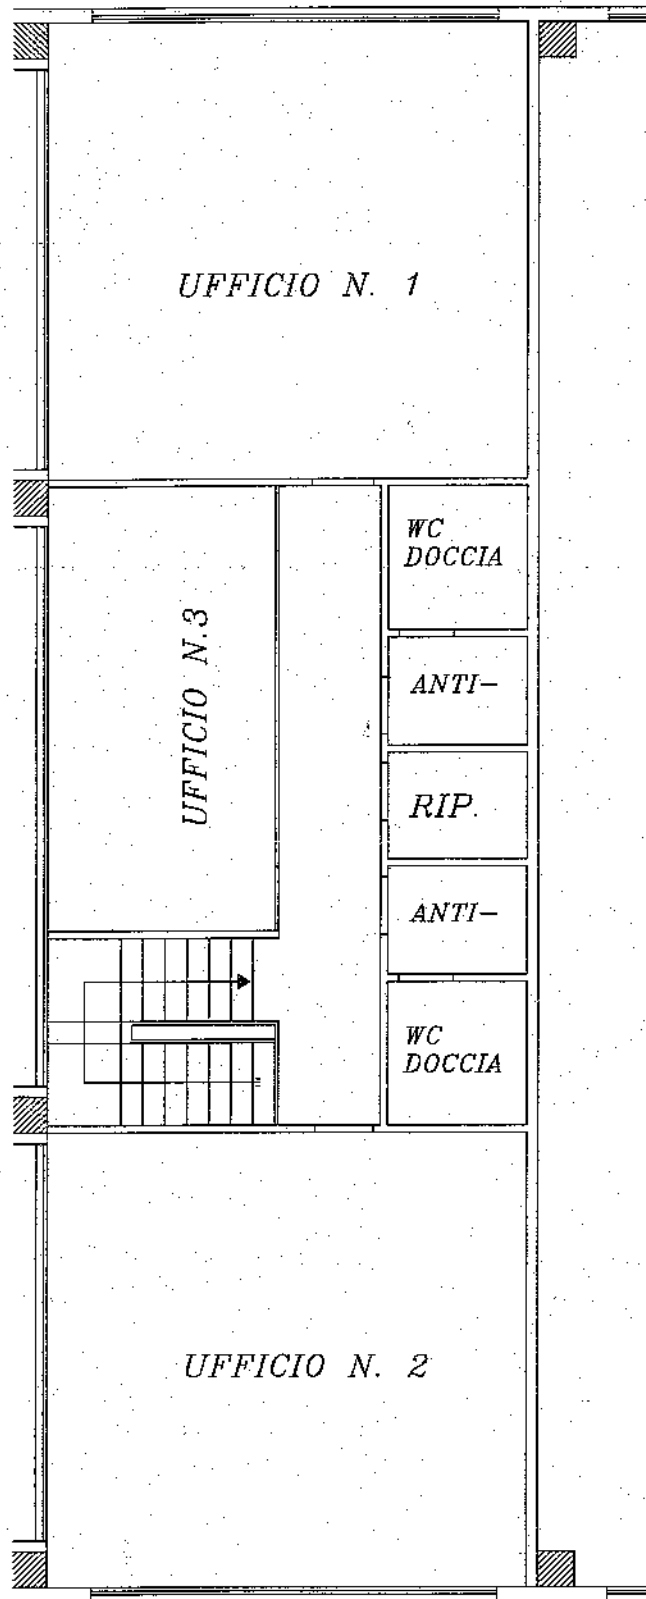 UFFICIO N. 1
WC
DOCCIA
UFFICIO N.3
ANTI-
RIP.
ANTI-
WC
DOCCIA
UFFICIO N. 2